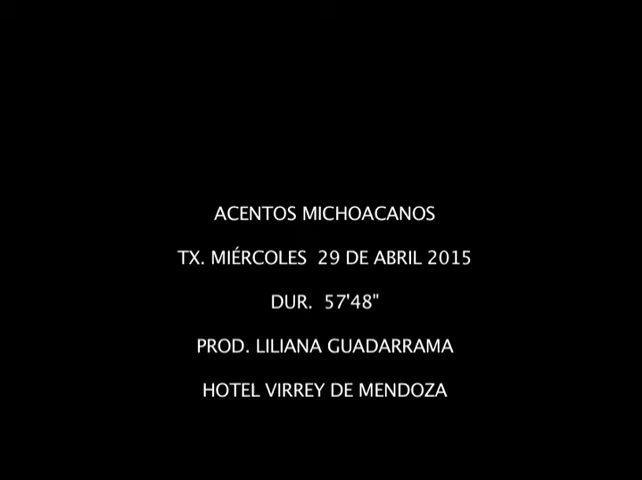 ACENTOS MICHOACANOS
TX. MIÉRCOLES  29 DE ABRIL 2015
DUR.  57'48"
PROD. LILIANA GUADARRAMA
HOTEL VIRREY DE MENDOZA